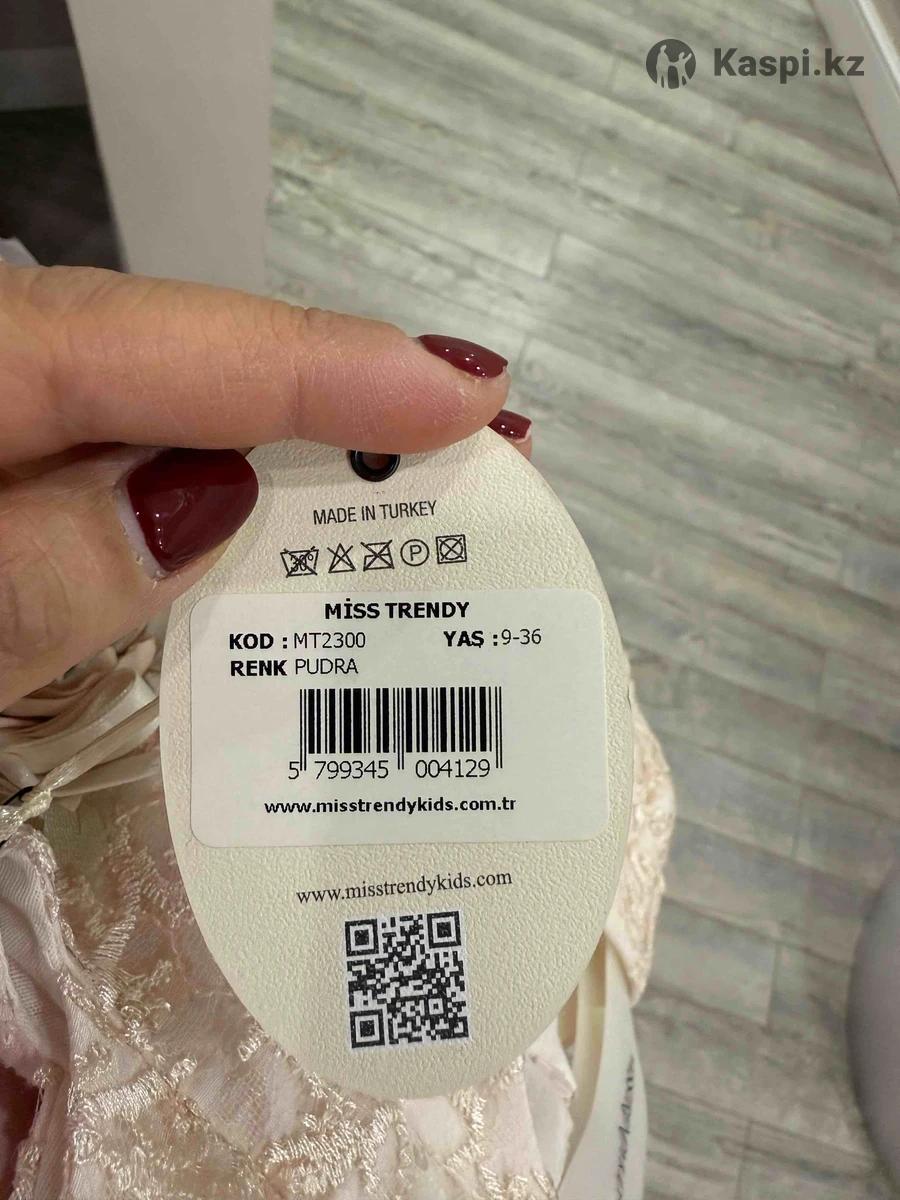 Kaspi.kz
MADE IN TURKEY
30°
P
MİSS TRENDY
KOD : MT2300 YAŞ : 9-36
RENK PUDRA
5 799345 004129
www.misstrendykids.com.tr
www.misstrendykids.com